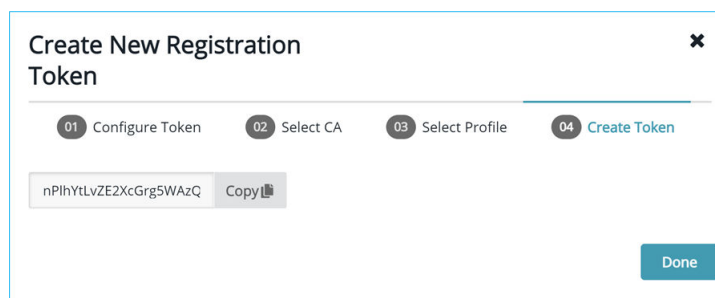 Create New Registration
Token
01 Configure Token 02 Select CA 03 Select Profile 04 Create Token
nPlhYtLvZE2XcGrg5WAzQ Copy
Done